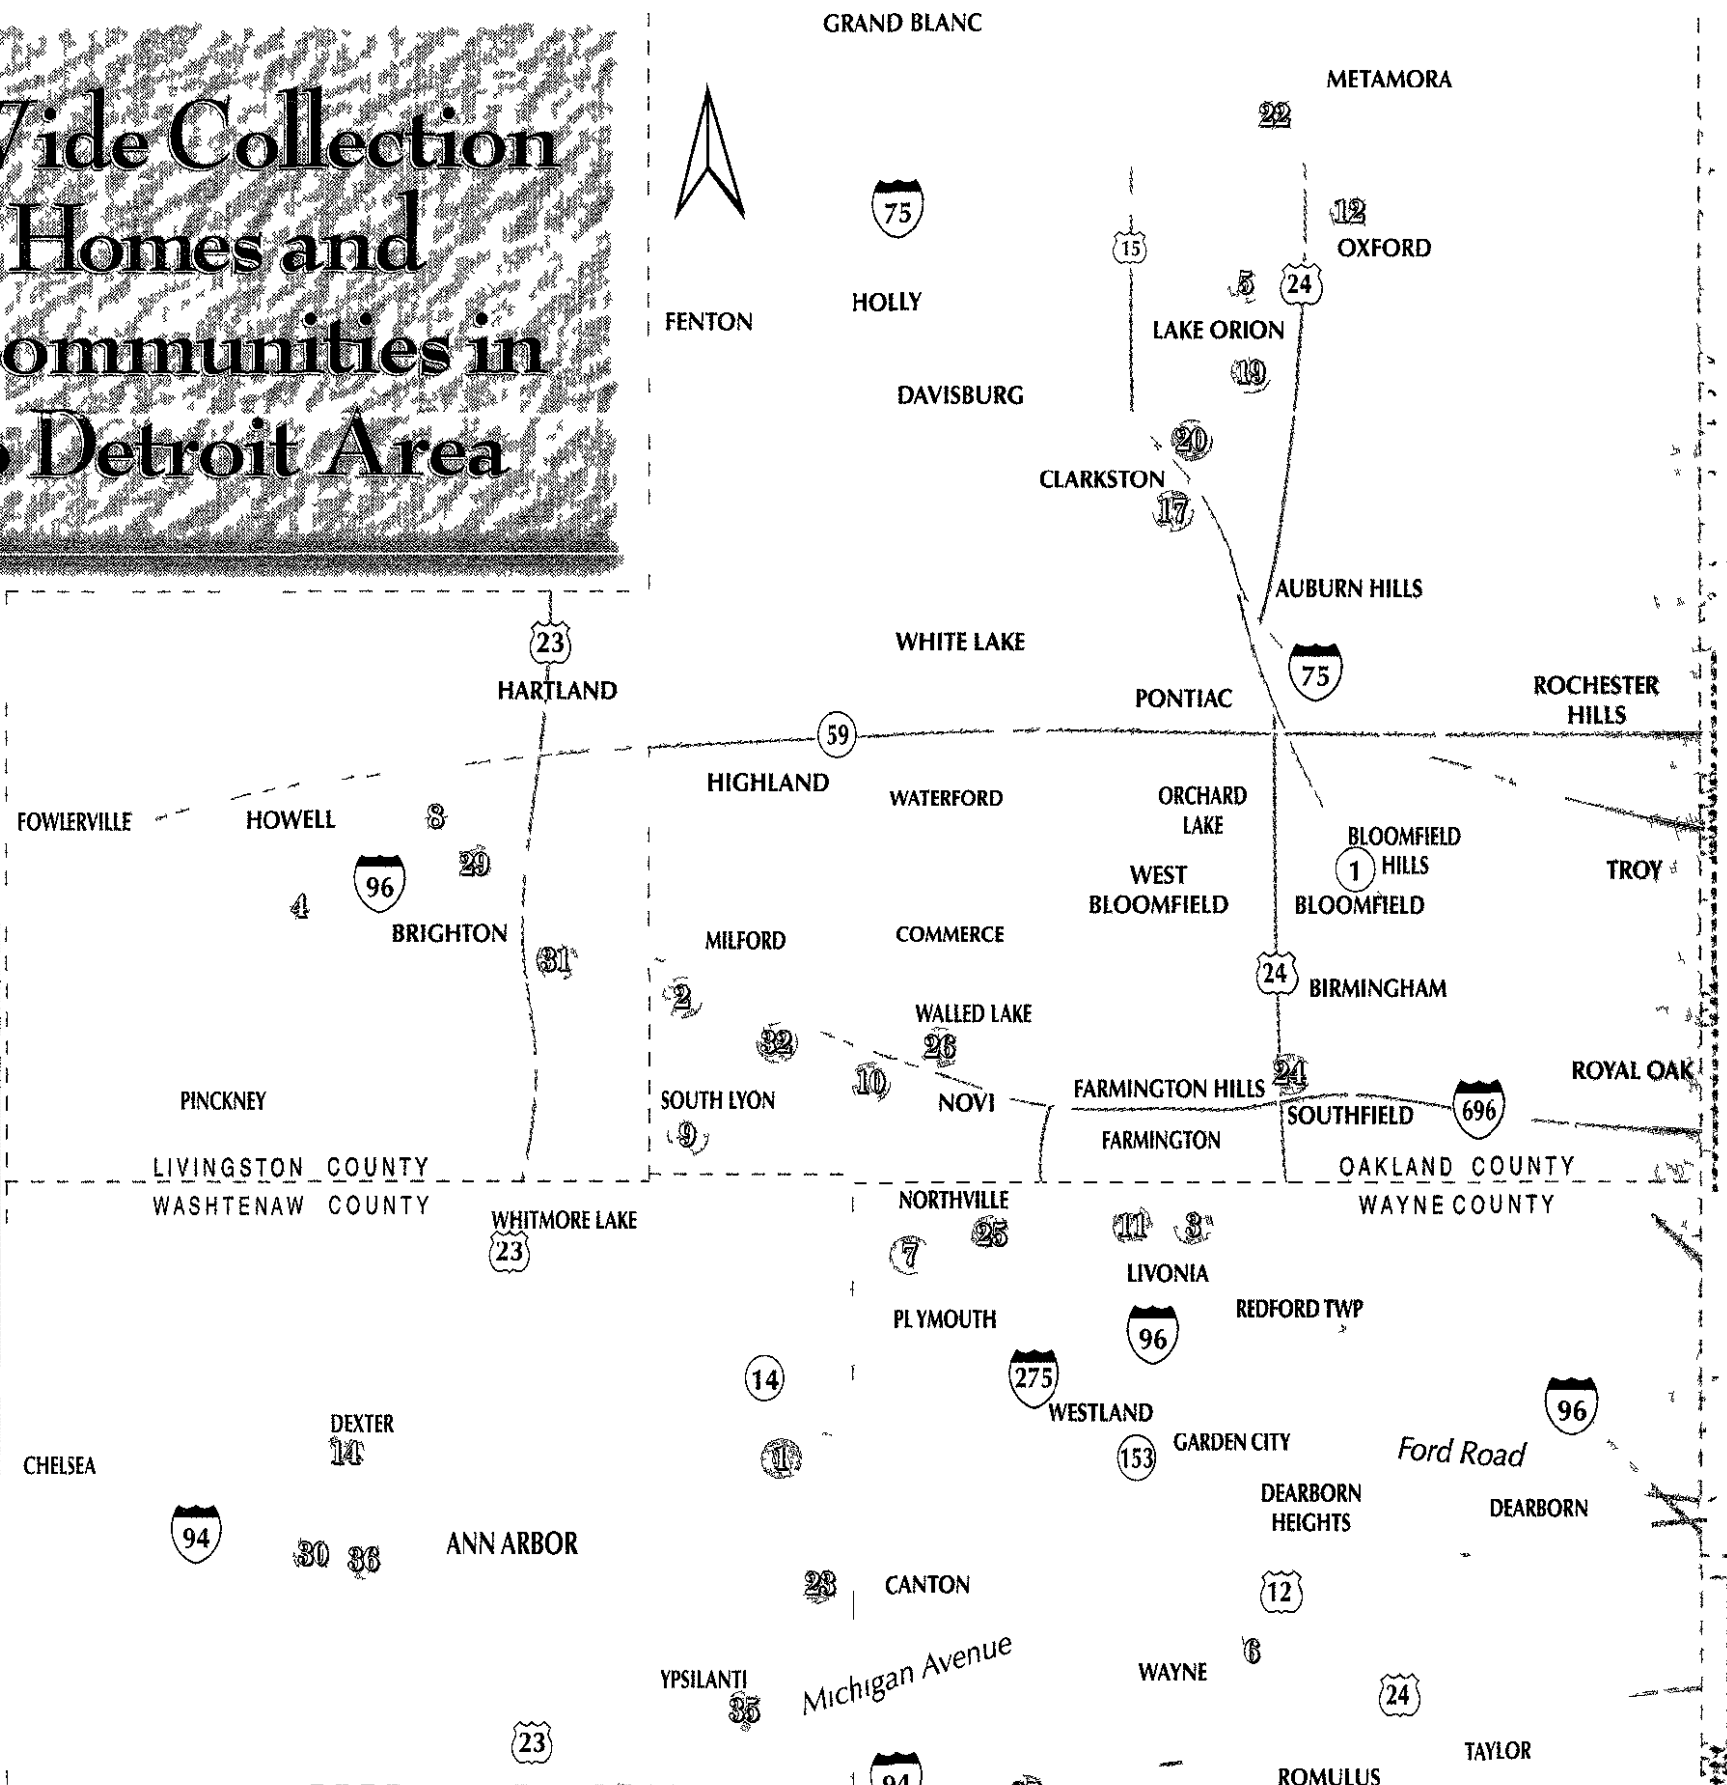 GRAND BLANC
METAMORA
22
ide Collection
75
12
Homes and
15
OXFORD
5
24
HOLLY
FENTON
LAKE ORION
ommunities in
19
DAVISBURG
20
Detroit Area
CLARKSTON
17
AUBURN HILLS
23
WHITE LAKE
75
HARTLAND
PONTIAC
ROCHESTER
HILLS
59
HIGHLAND
WATERFORD
ORCHARD
LAKE
FOWLERVILLE
HOWELL
8
BLOOMFIELD
HILLS
1
29
96
WEST
BLOOMFIELD
TROY
4
BLOOMFIELD
BRIGHTON
MILFORD
COMMERCE
31
24
BIRMINGHAM
2
WALLED LAKE
32
26
10
24
ROYAL OAK
FARMINGTON HILLS
PINCKNEY
SOUTH LYON
NOVI
SOUTHFIELD
696
9
FARMINGTON
LIVINGSTON COUNTY
OAKLAND COUNTY
WASHTENAW COUNTY
NORTHVILLE
WAYNE COUNTY
WHITMORE LAKE
23
25
11
3
7
LIVONIA
PLYMOUTH
REDFORD TWP
96
14
275
WESTLAND
96
DEXTER
14
CHELSEA
1
153
GARDEN CITY
Ford Road
DEARBORN
HEIGHTS
DEARBORN
94
30
36
ANN ARBOR
23
CANTON
12
Michigan Avenue
6
YPSILANTI
WAYNE
35
24
23
TAYLOR
94
ROMULUS